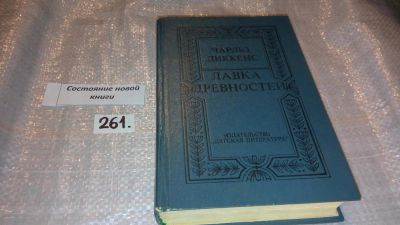 Состояние новой
книги
261.
ЧАРЛЬЗ
ДИККЕНС
ЛАВКА
ДРЕВНОСТЕЙ
ИЗДАТЕЛЬСТВО
„ДЕТСКАЯ ЛИТЕРАТУРА"